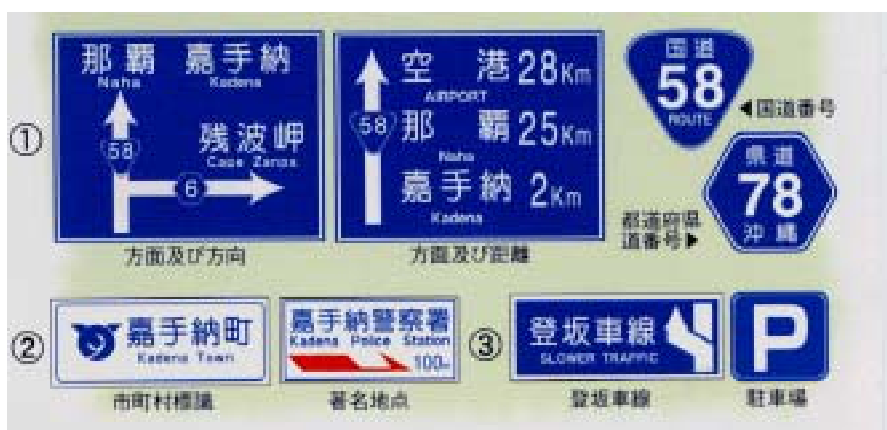 ①
那覇 嘉手納
Naha Kadena
58
残波岬
Cape Zanpa
6
方面及び方向
空港 28Km
AIRPORT
58
那覇 25Km
Naha
嘉手納 2Km
Kadena
方面及び距離
国道
58
ROUTE
◀国道番号
県道
78
沖縄
都道府県
道番号▶
②
嘉手納町
Kadena Town
市町村標識
嘉手納警察署
Kadena Police Station
100m
著名地点
③
登坂車線
SLOWER TRAFFIC
登坂車線
P
駐車場